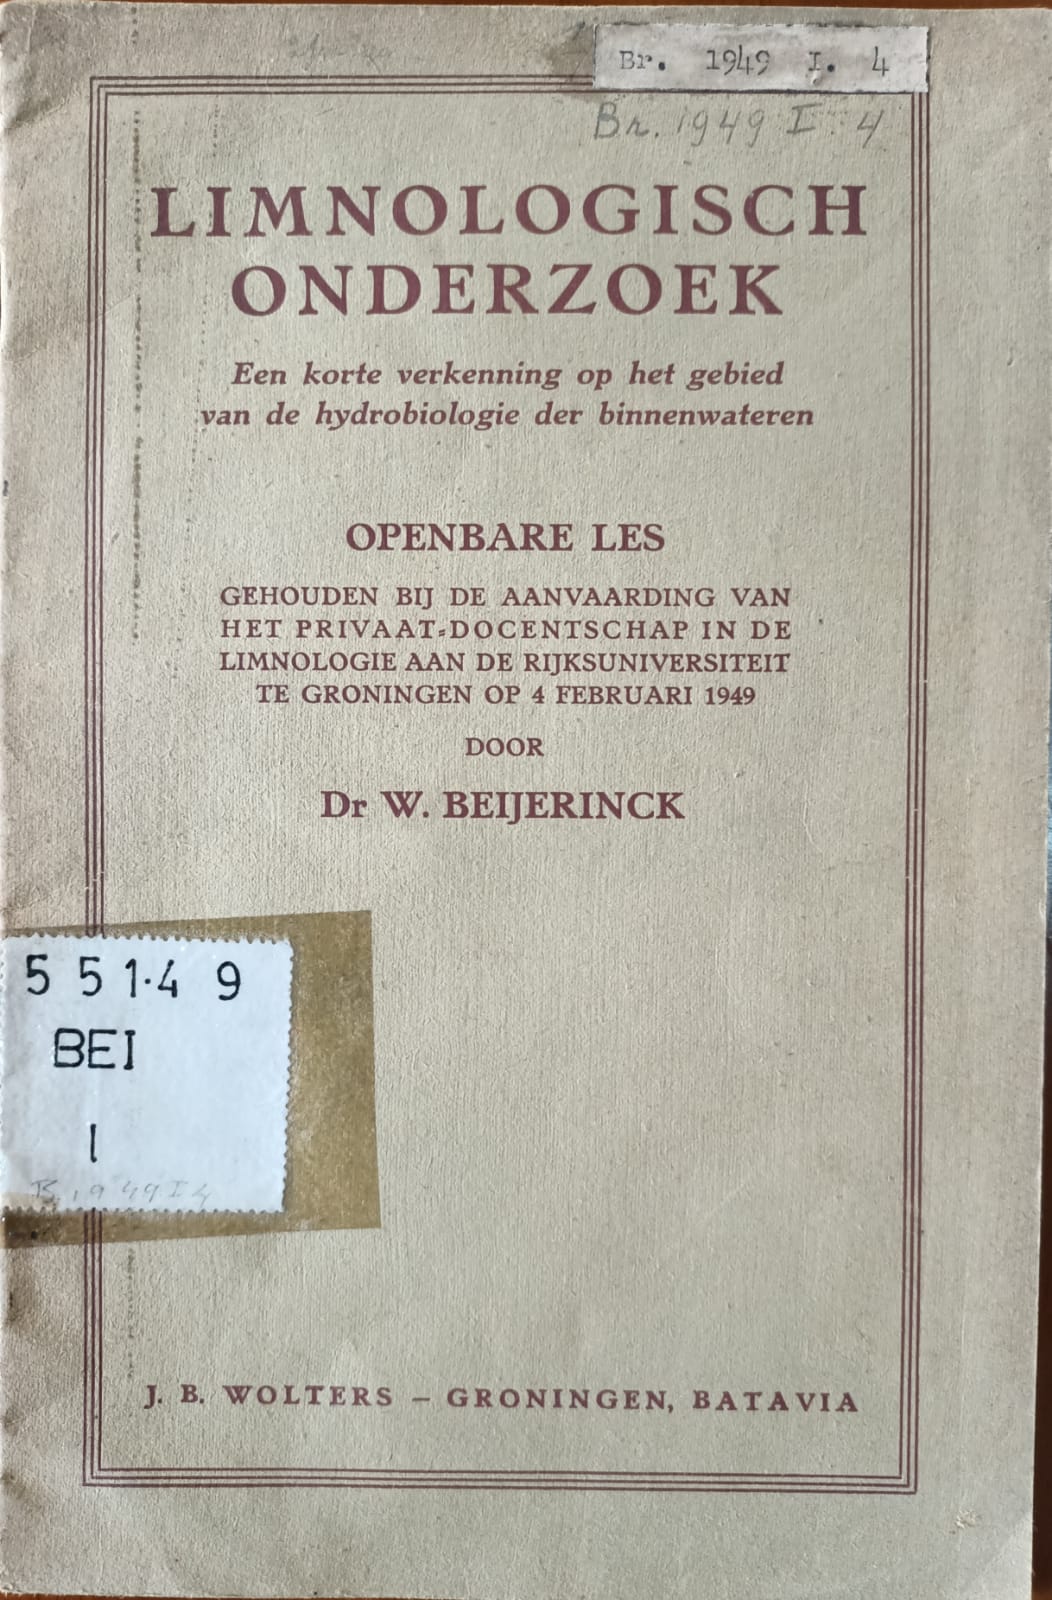 Br. 1949 I. 4
Br. 1949 I 4
LIMNOLOGISCH
ONDERZOEK
Een korte verkenning op het gebied
van de hydrobiologie der binnenwateren
OPENBARE LES
GEHOUDEN BIJ DE AANVAARDING VAN
HET PRIVAAT-DOCENTSCHAP IN DE
LIMNOLOGIE AAN DE RIJKSUNIVERSITEIT
TE GRONINGEN OP 4 FEBRUARI 1949
DOOR
Dr W. BEIJERINCK
551.49
BEI
l
B. 1949 I 4
J. B. WOLTERS – GRONINGEN, BATAVIA